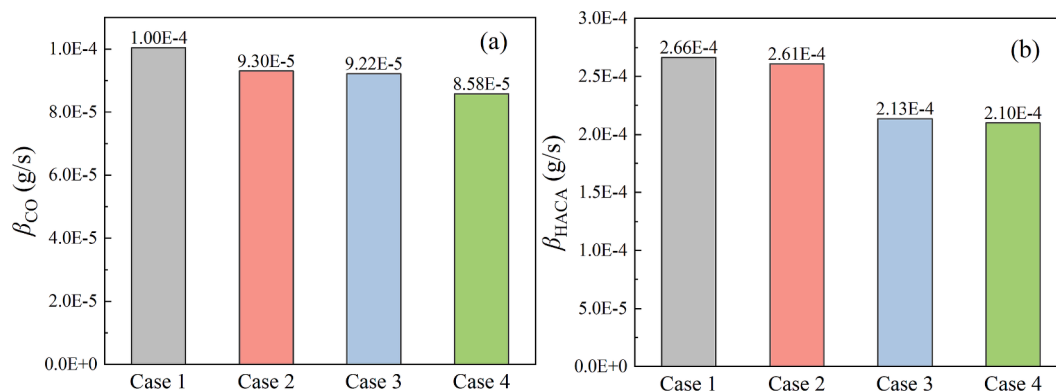 (a)
1.00E-4
9.30E-5
9.22E-5
8.58E-5
1.0E-4
8.0E-5
6.0E-5
4.0E-5
2.0E-5
0.0E+0
βCO (g/s)
Case 1 Case 2 Case 3 Case 4
(b)
2.66E-4
2.61E-4
2.13E-4
2.10E-4
3.0E-4
2.5E-4
2.0E-4
1.5E-4
1.0E-4
5.0E-5
0.0E+0
βHACA (g/s)
Case 1 Case 2 Case 3 Case 4